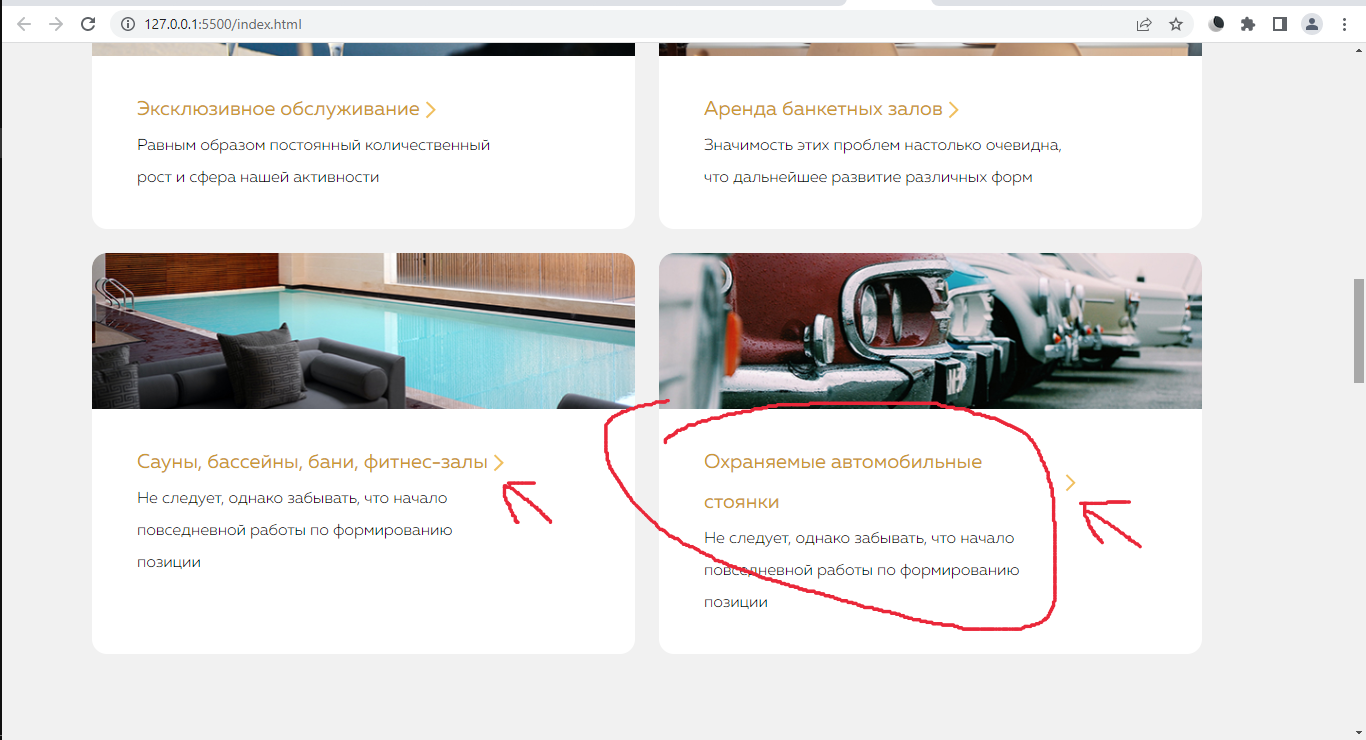 127.0.0.1:5500/index.html
Эксклюзивное обслуживание
Равным образом постоянный количественный
рост и сфера нашей активности
Аренда банкетных залов
Значимость этих проблем настолько очевидна,
что дальнейшее развитие различных форм
Сауны, бассейны, бани, фитнес-залы
Не следует, однако забывать, что начало
повседневной работы по формированию
позиции
Охраняемые автомобильные
стоянки
Не следует, однако забывать, что начало
повседневной работы по формированию
позиции